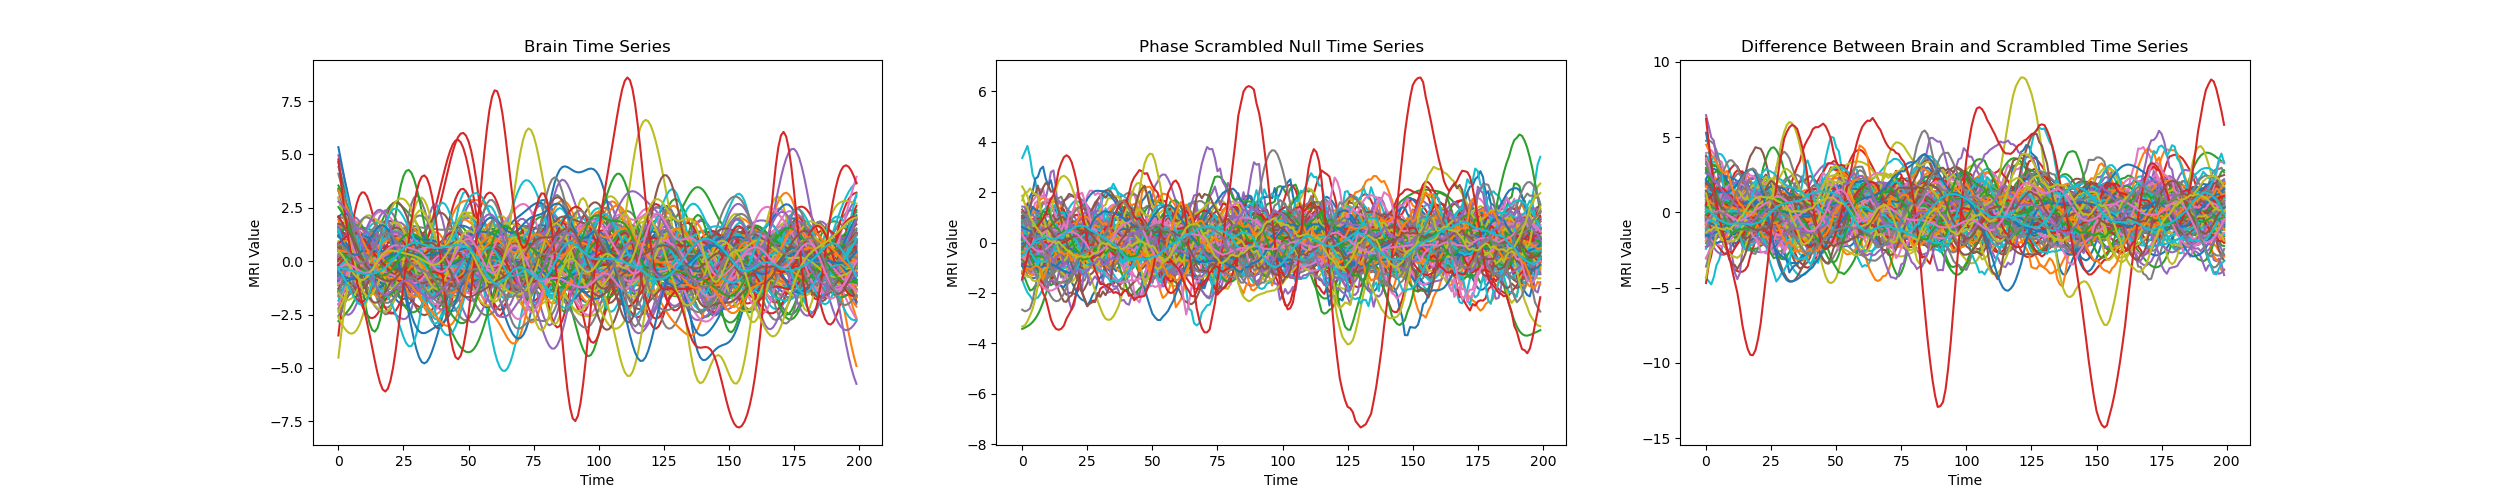 Brain Time Series
MRI Value
7.5
5.0
2.5
0.0
−2.5
−5.0
−7.5
0 25 50 75 100 125 150 175 200
Time
Phase Scrambled Null Time Series
MRI Value
6
4
2
0
−2
−4
−6
−8
0 25 50 75 100 125 150 175 200
Time
Difference Between Brain and Scrambled Time Series
MRI Value
10
5
0
−5
−10
−15
0 25 50 75 100 125 150 175 200
Time